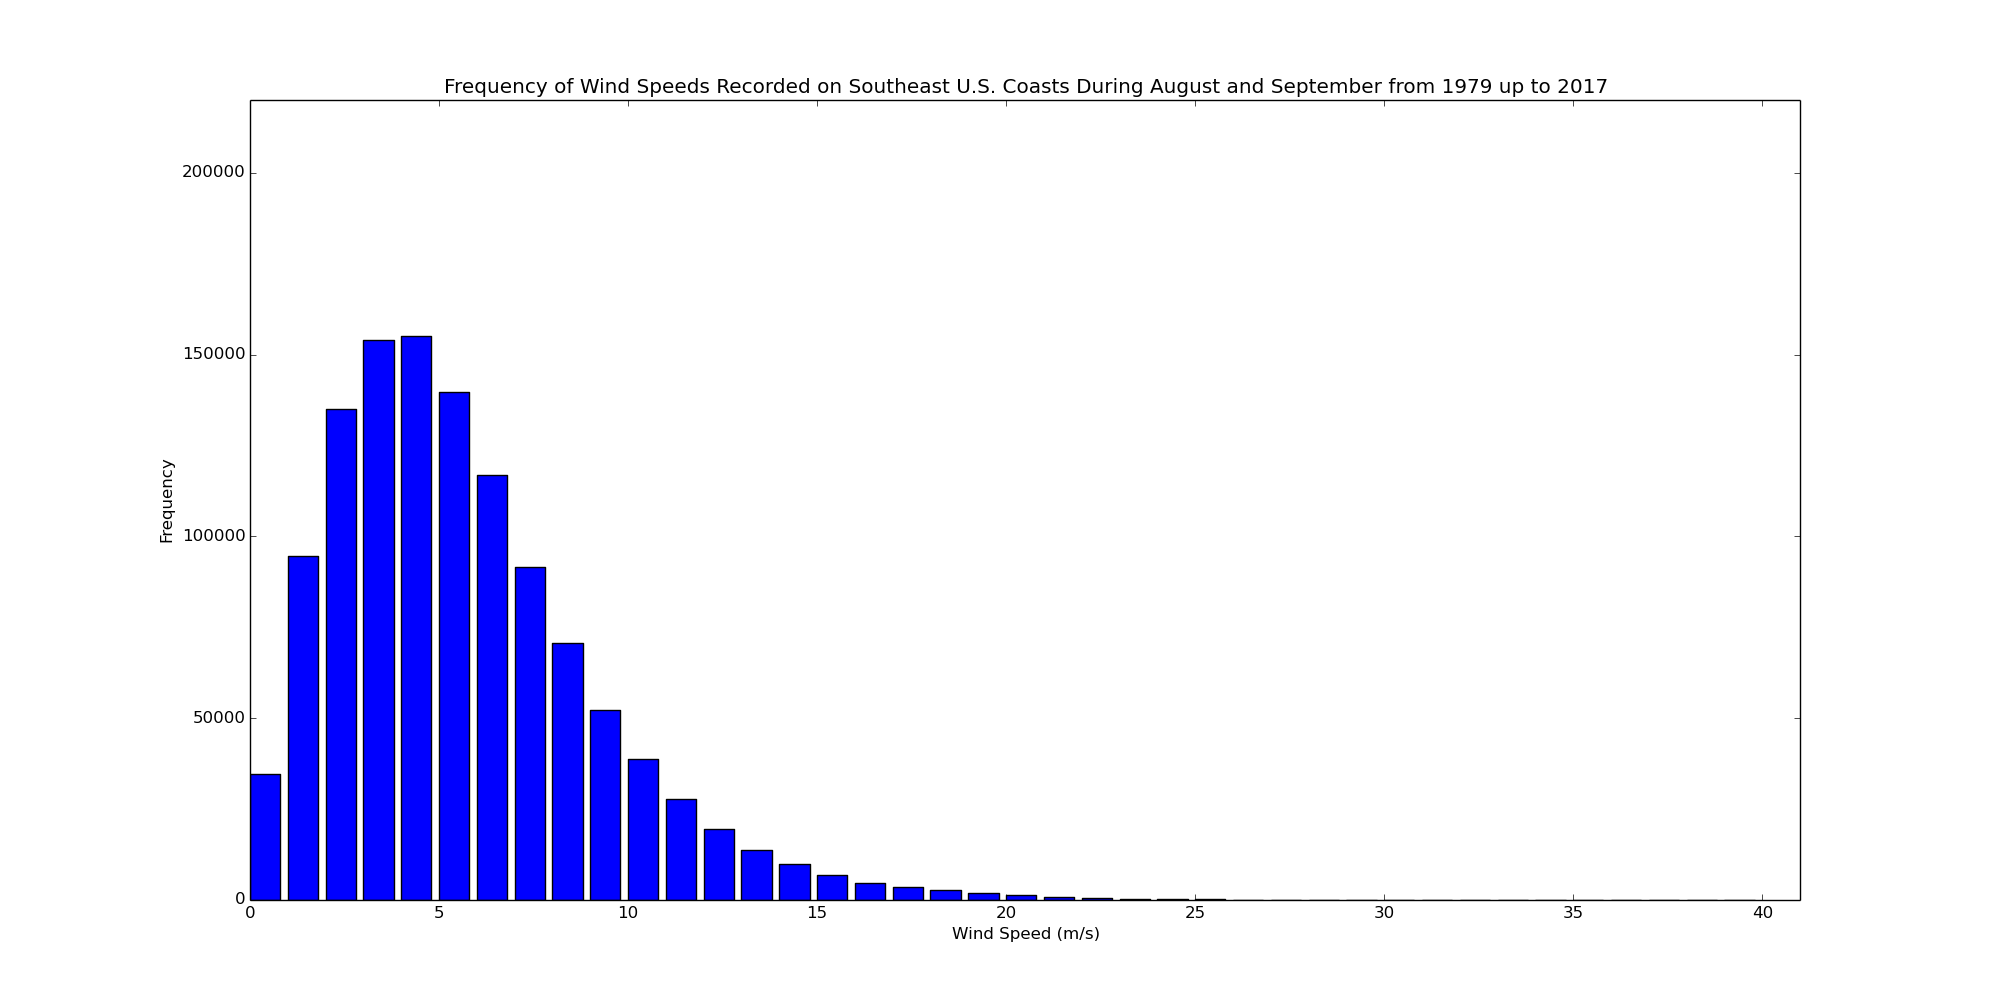 Frequency of Wind Speeds Recorded on Southeast U.S. Coasts During August and September from 1979 up to 2017
200000
150000
100000
50000
0
Frequency
0 5 10 15 20 25 30 35 40
Wind Speed (m/s)